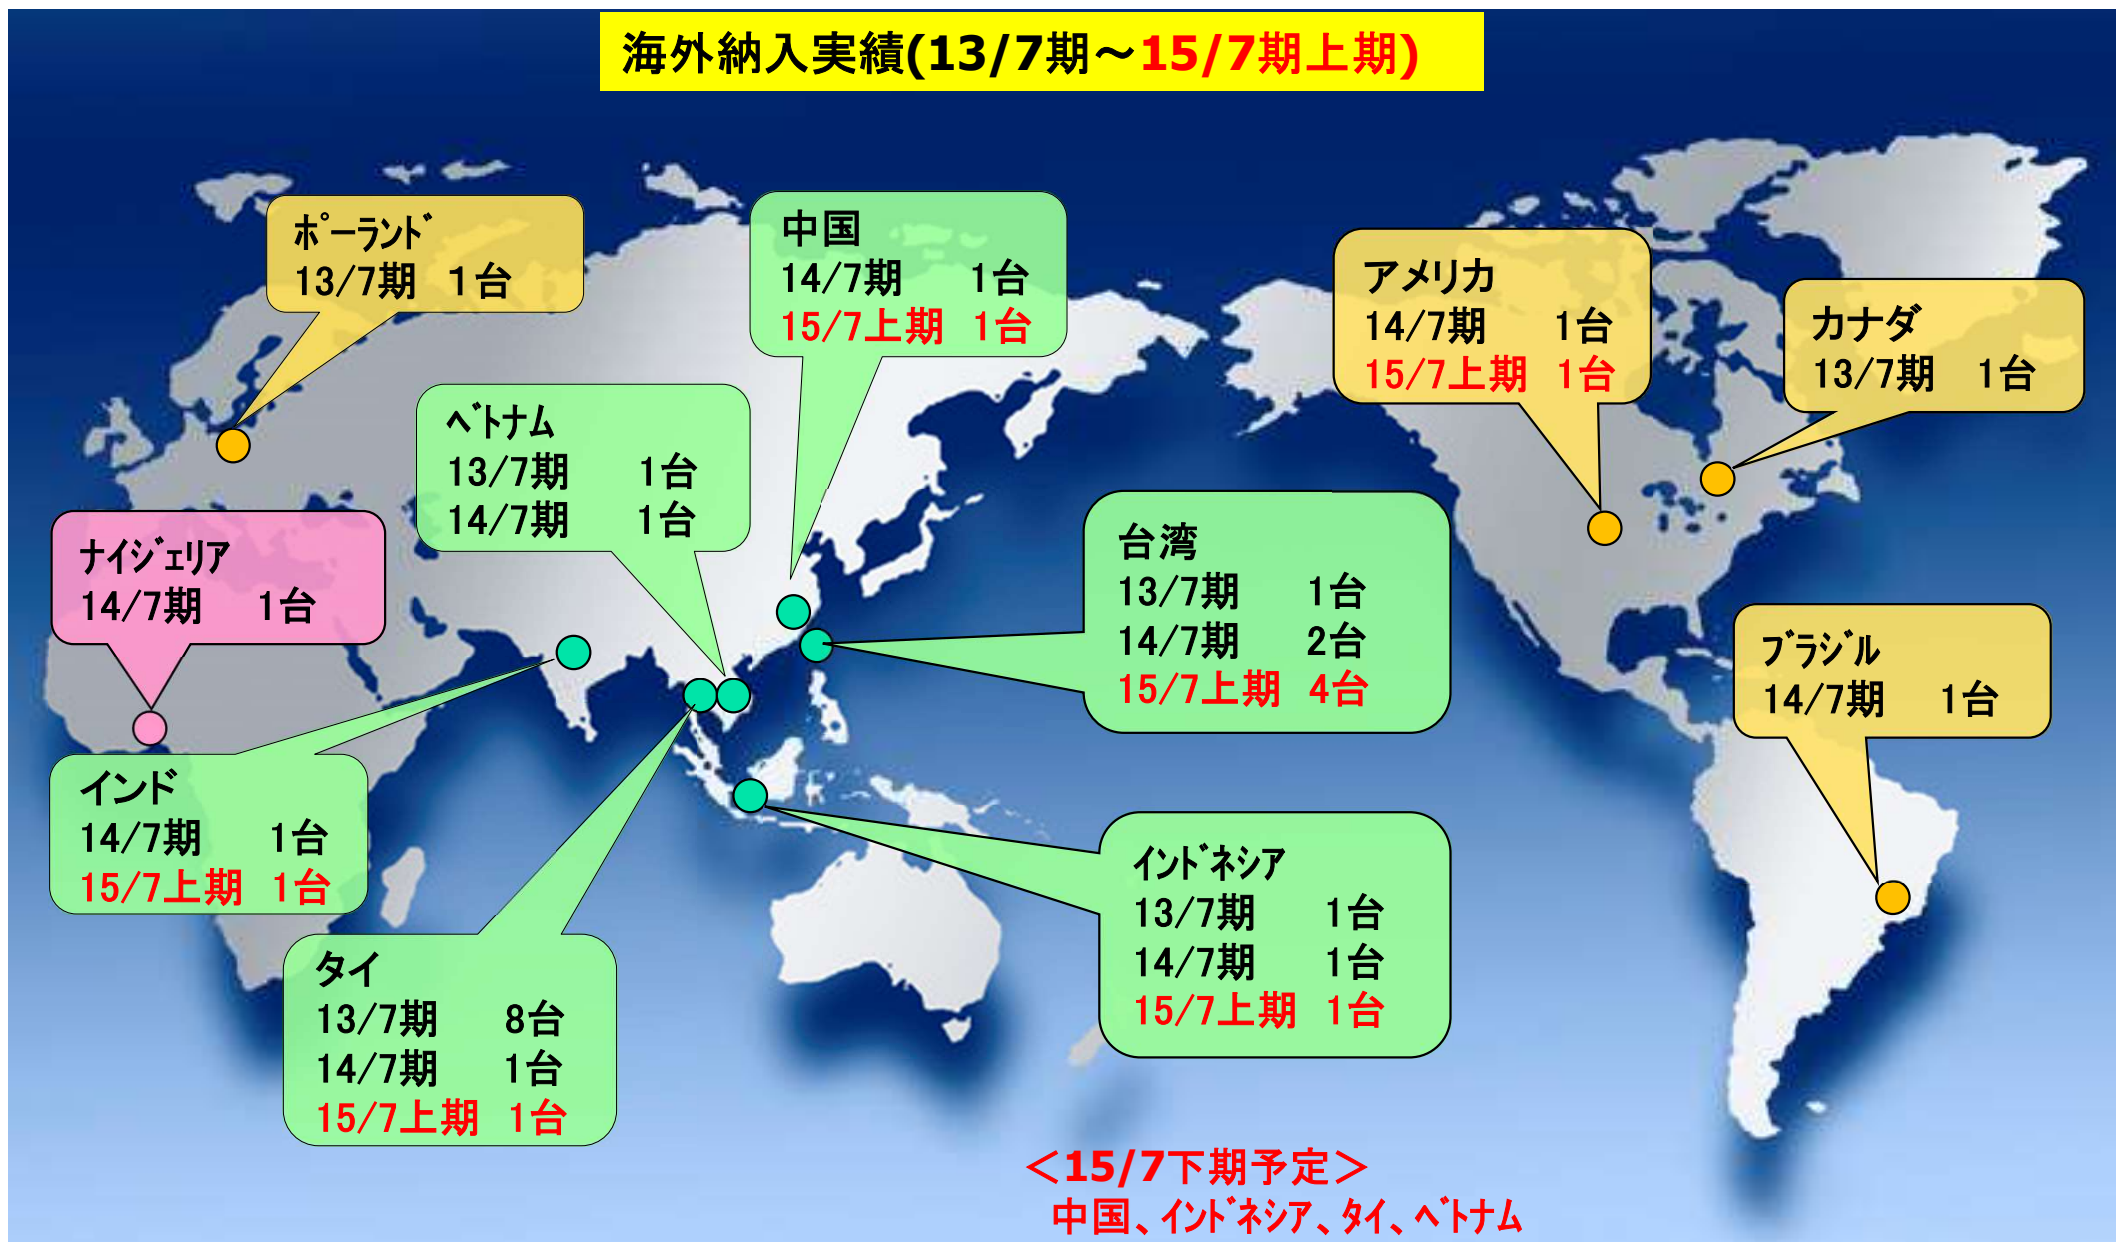 海外納入実績(13/7期～15/7期上期)
ﾎﾟｰﾗﾝﾄﾞ
13/7期 1台
中国
14/7期 1台
15/7上期 1台
アメリカ
14/7期 1台
15/7上期 1台
カナダ
13/7期 1台
ﾍﾞﾄﾅﾑ
13/7期 1台
14/7期 1台
ﾅｲｼﾞｪﾘｱ
14/7期 1台
台湾
13/7期 1台
14/7期 2台
15/7上期 4台
ﾌﾞﾗｼﾞﾙ
14/7期 1台
インド
14/7期 1台
15/7上期 1台
ｲﾝﾄﾞﾈｼｱ
13/7期 1台
14/7期 1台
15/7上期 1台
タイ
13/7期 8台
14/7期 1台
15/7上期 1台
＜15/7下期予定＞
中国、ｲﾝﾄﾞﾈｼｱ、ﾀｲ、ﾍﾞﾄﾅﾑ